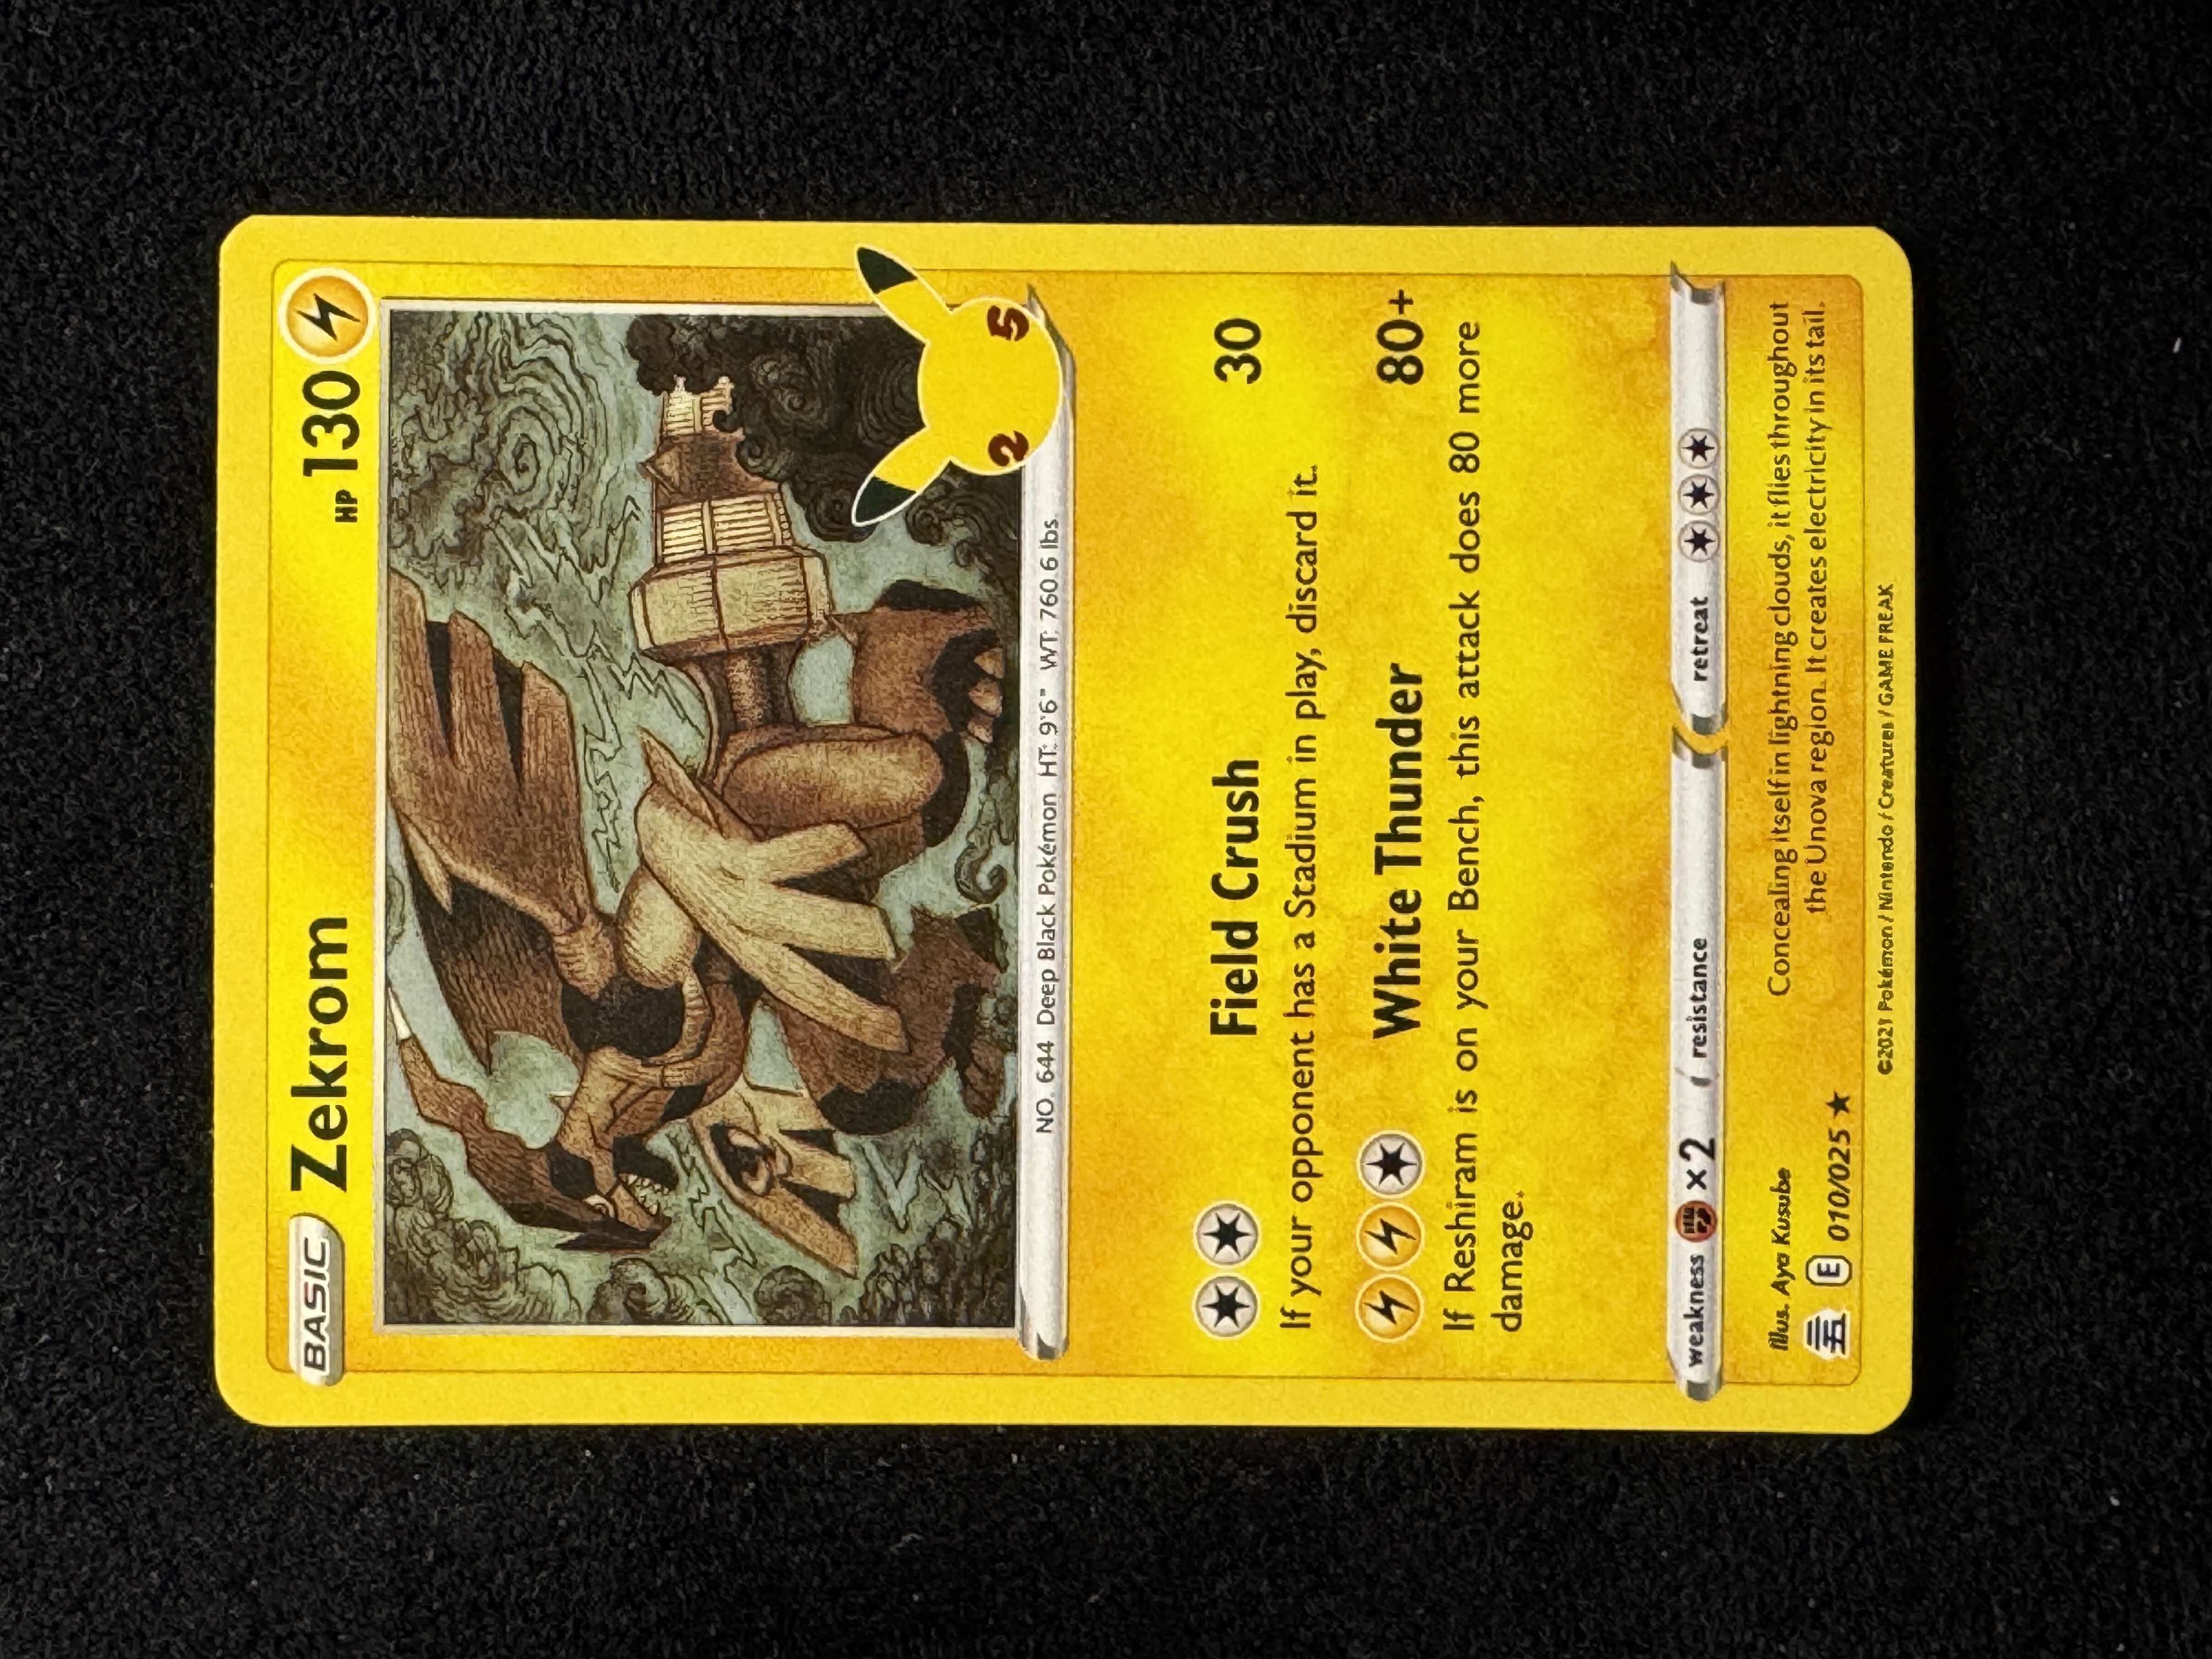 BASIC Zekrom HP 130
2 5
NO. 644 Deep Black Pokémon HT: 9'6" WT: 760.6 lbs.
Field Crush 30
If your opponent has a Stadium in play, discard it.
White Thunder 80+
If Reshiram is on your Bench, this attack does 80 more
damage.
weakness ×2 resistance retreat
Illus. Aya Kusube
Concealing itself in lightning clouds, it flies throughout
the Unova region. It creates electricity in its tail.
E 010/025 ★
©2021 Pokémon / Nintendo / Creatures / GAME FREAK